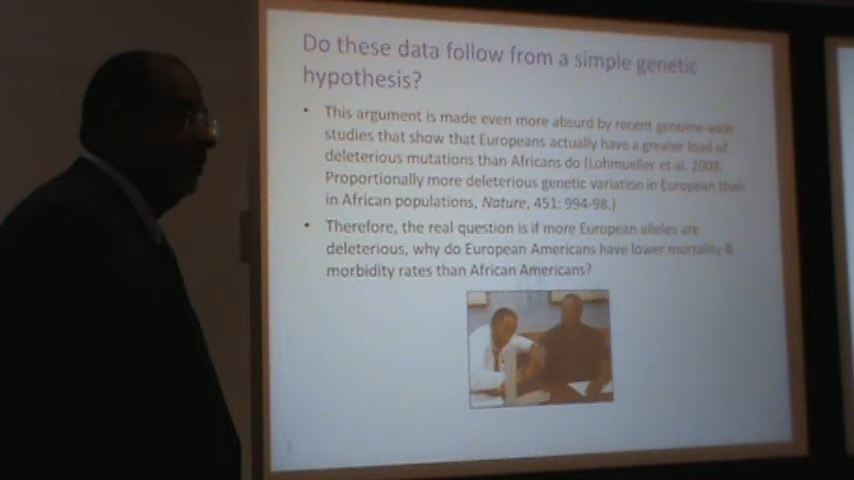 Do these data follow from a simple genetic
hypothesis?
• This argument is made even more absurd by recent genome-wide
studies that show that Europeans actually have a greater load of
deleterious mutations than Africans do (Lohmueller et al. 2008.
Proportionally more deleterious genetic variation in European than
in African populations, Nature, 451: 994-98.)
• Therefore, the real question is if more European alleles are
deleterious, why do European Americans have lower mortality &
morbidity rates than African Americans?